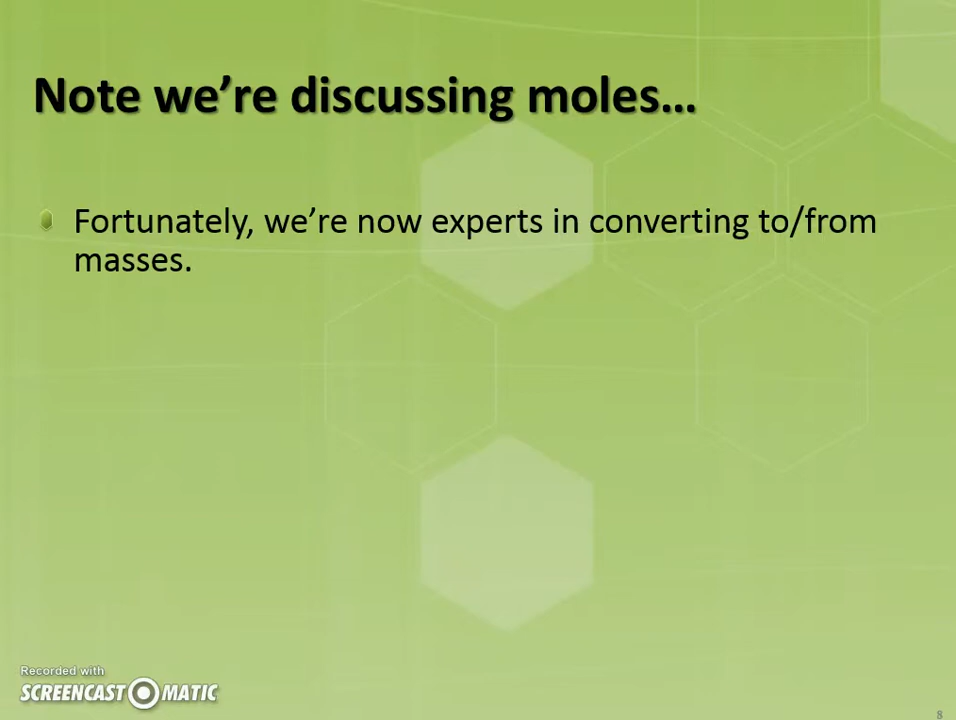 Note we’re discussing moles…
Fortunately, we’re now experts in converting to/from
masses.
Recorded with
SCREENCAST MATIC
8